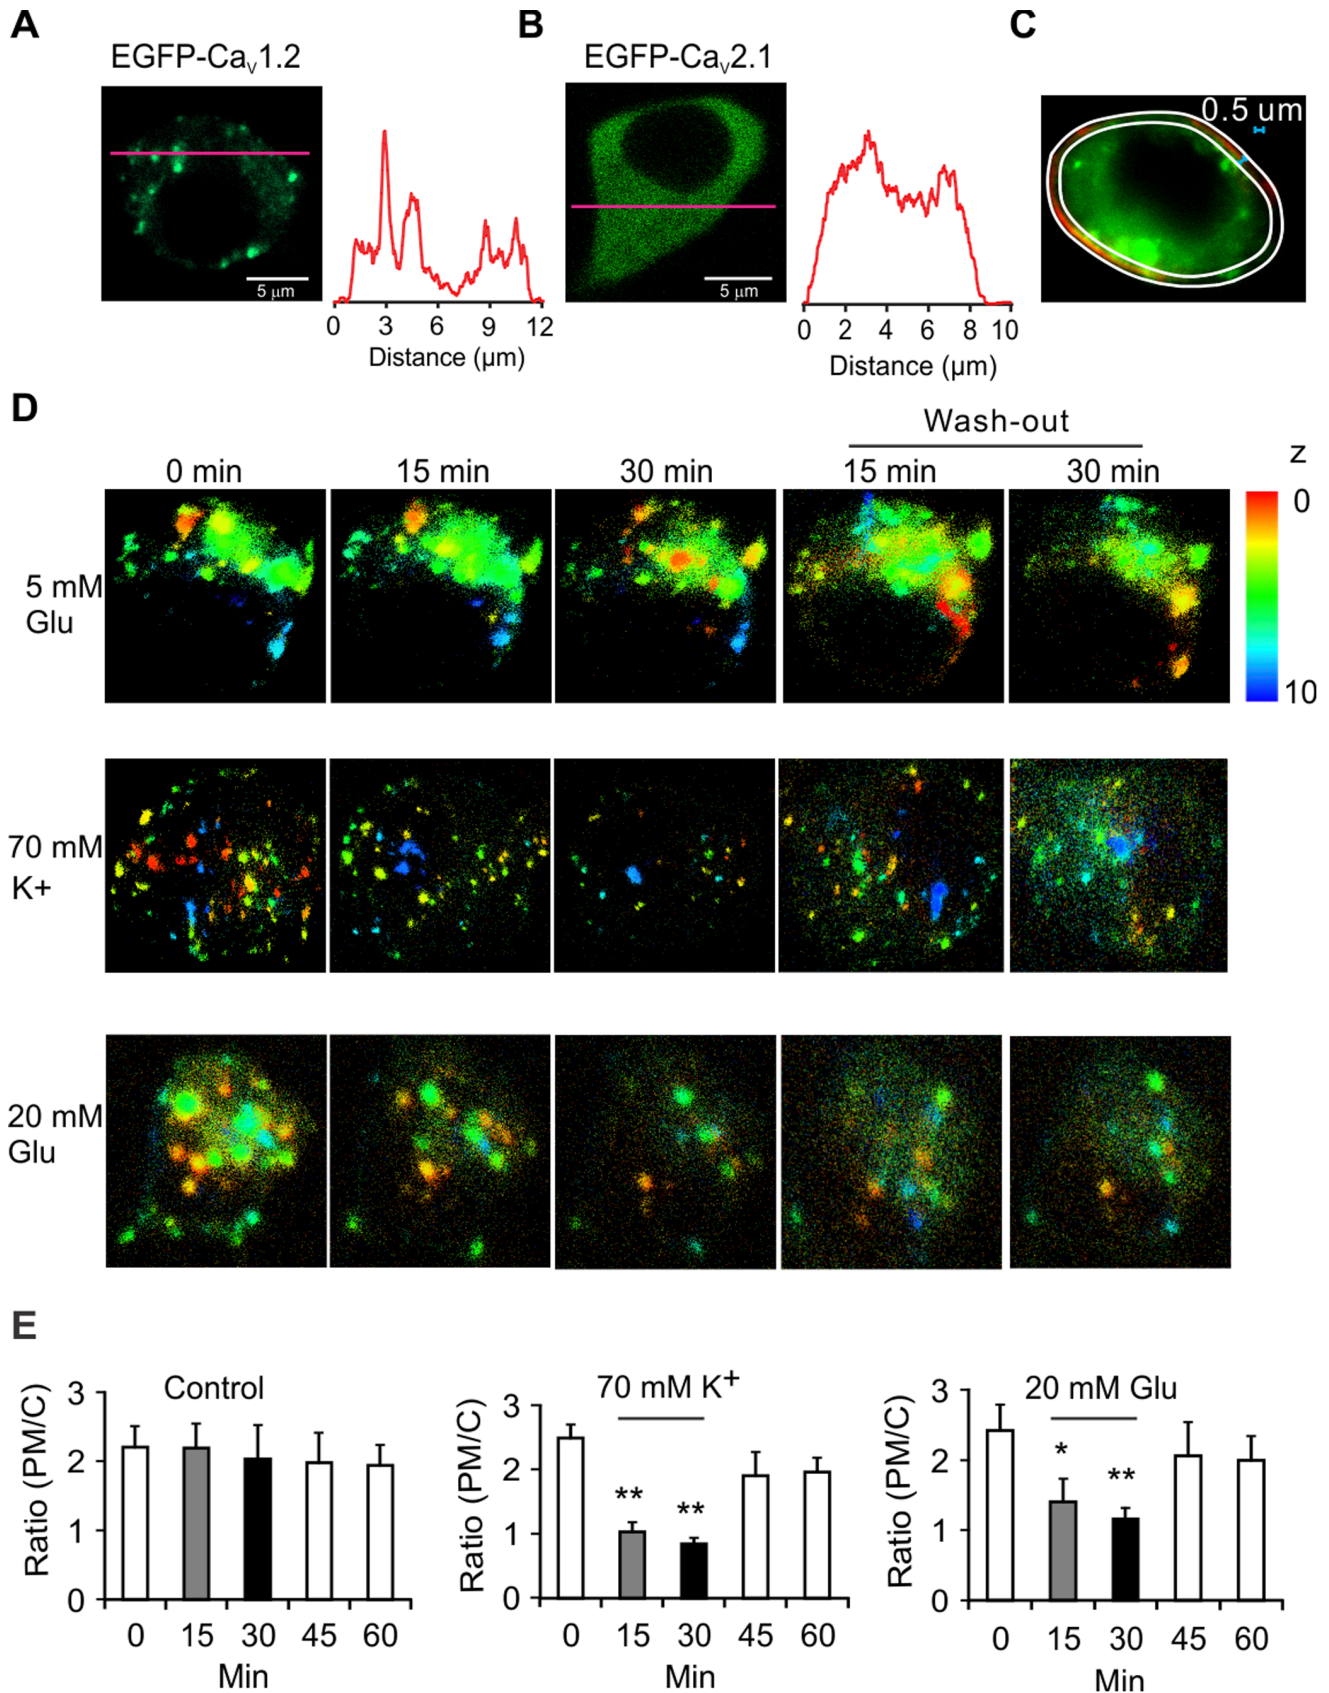 A
B
C
EGFP-Cav1.2
EGFP-Cav2.1
0.5 um
5 μm
5 μm
0 3 6 9 12
Distance (μm)
0 2 4 6 8 10
Distance (μm)
D
Wash-out
0 min 15 min 30 min 15 min 30 min
z
0
10
5 mM
Glu
70 mM
K+
20 mM
Glu
E
Control
Ratio (PM/C)
3
2
1
0
0 15 30 45 60
Min
70 mM K+
Ratio (PM/C)
3
2
1
0
** **
0 15 30 45 60
Min
20 mM Glu
Ratio (PM/C)
3
2
1
0
* **
0 15 30 45 60
Min